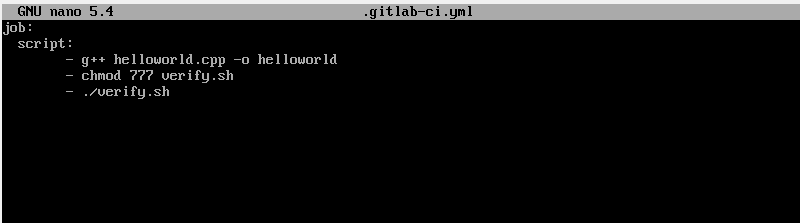 GNU nano 5.4 .gitlab-ci.yml
job:
script:
- g++ helloworld.cpp -o helloworld
- chmod 777 verify.sh
- ./verify.sh